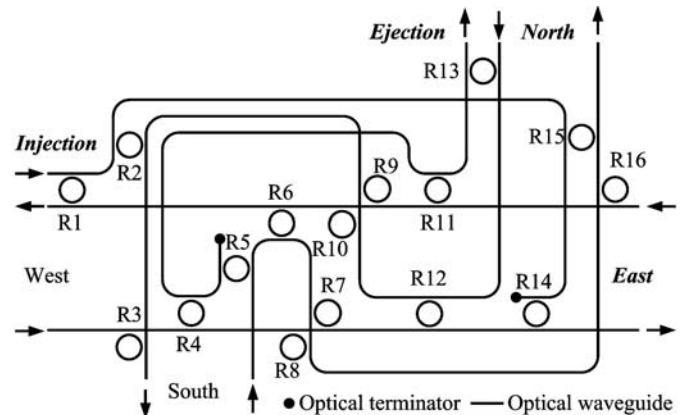 Ejection North
R13
Injection
R2
R15
R9
R16
R6
R1
R10
R11
R5
West
R7
R12
R14
East
R3
R4
R8
South
Optical terminator Optical waveguide